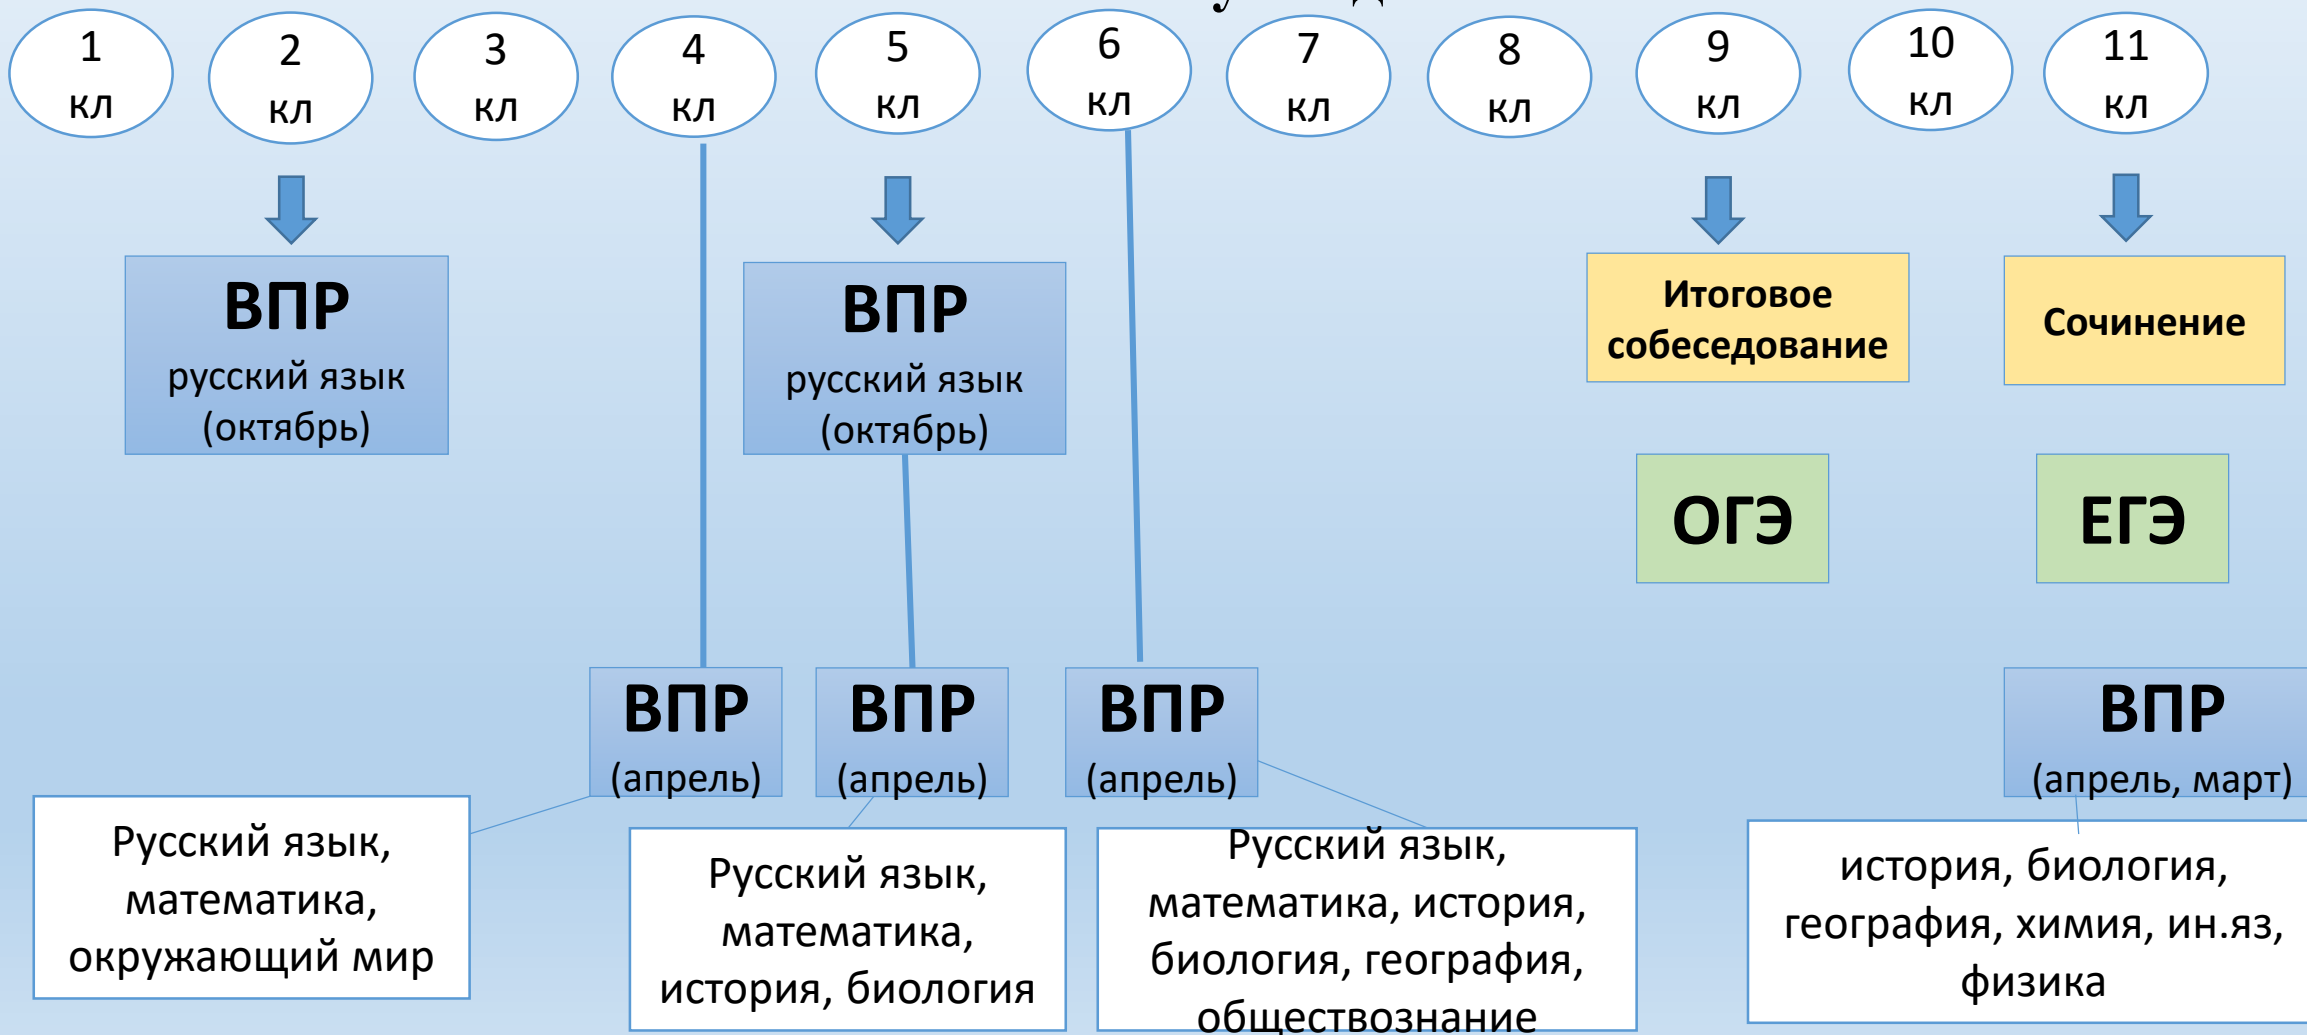 1
кл
2
кл
3
кл
4
кл
5
кл
6
кл
7
кл
8
кл
9
кл
10
кл
11
кл
ВПР
русский язык
(октябрь)
ВПР
русский язык
(октябрь)
Итоговое
собеседование
Сочинение
ОГЭ
ЕГЭ
ВПР
(апрель)
ВПР
(апрель)
ВПР
(апрель)
ВПР
(апрель, март)
Русский язык,
математика,
окружающий мир
Русский язык,
математика,
история, биология
Русский язык,
математика, история,
биология, география,
обществознание
история, биология,
география, химия, ин.яз,
физика